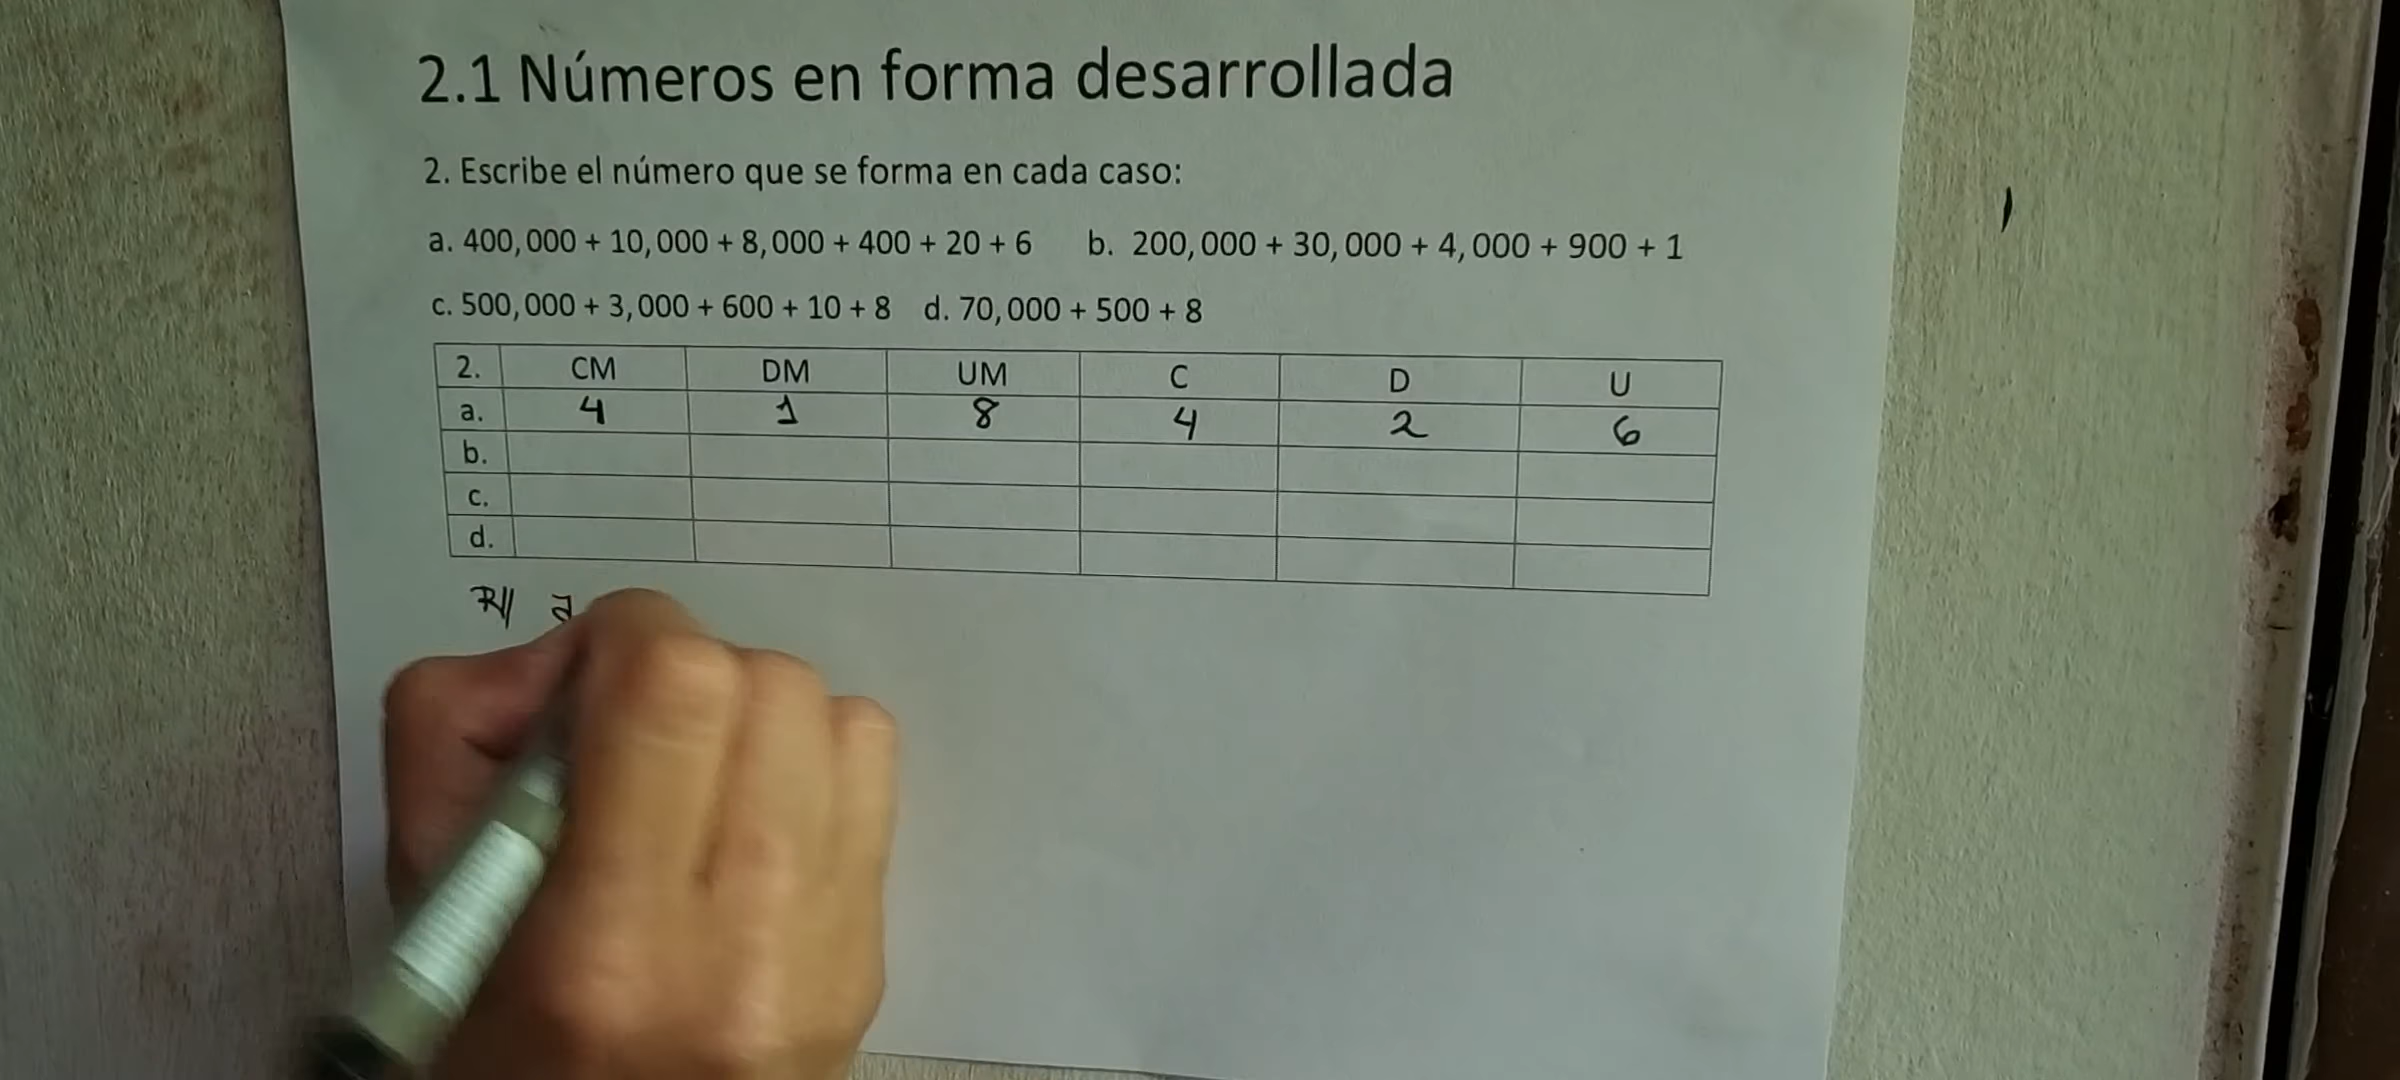 2.1 Números en forma desarrollada
2. Escribe el número que se forma en cada caso:
a. 400,000 + 10,000 + 8,000 + 400 + 20 + 6 b. 200,000 + 30,000 + 4,000 + 900 + 1
c. 500,000 + 3,000 + 600 + 10 + 8 d. 70,000 + 500 + 8
2. CM DM UM C D U
a. 4 1 8 4 2 6
b.
c.
d.
R// a